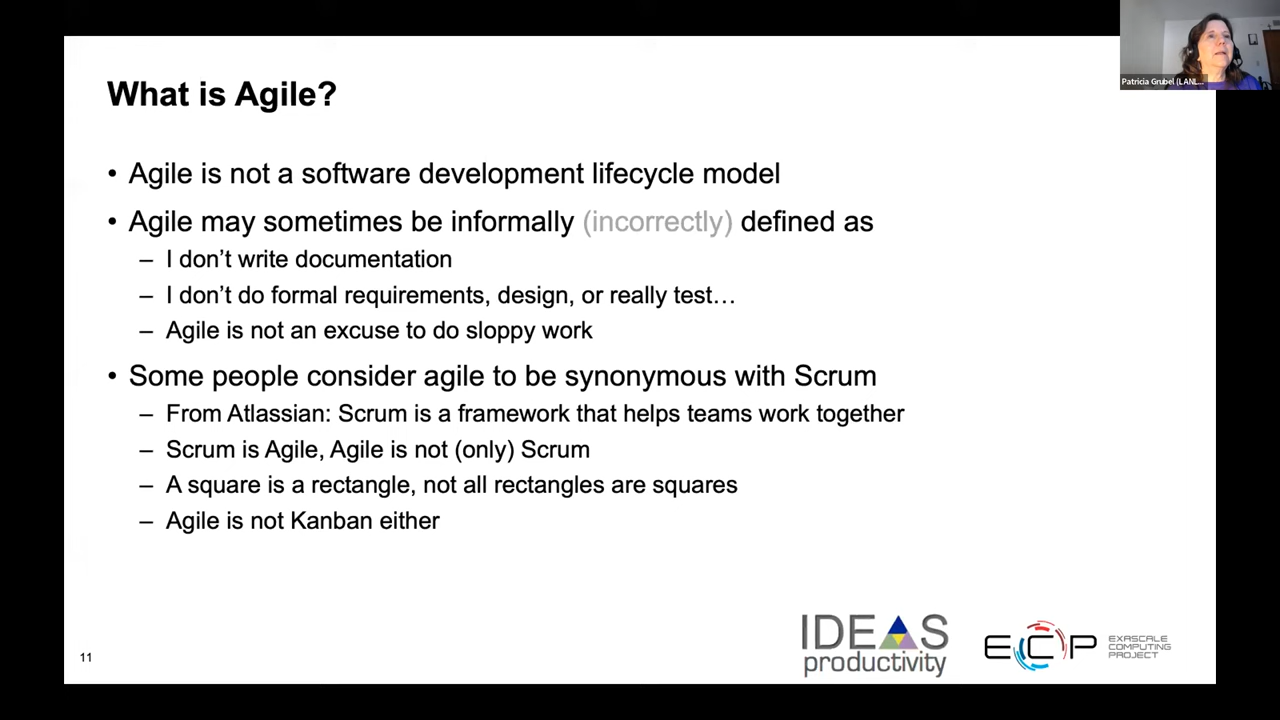 What is Agile?
• Agile is not a software development lifecycle model
• Agile may sometimes be informally (incorrectly) defined as
– I don’t write documentation
– I don’t do formal requirements, design, or really test…
– Agile is not an excuse to do sloppy work
• Some people consider agile to be synonymous with Scrum
– From Atlassian: Scrum is a framework that helps teams work together
– Scrum is Agile, Agile is not (only) Scrum
– A square is a rectangle, not all rectangles are squares
– Agile is not Kanban either
11
IDEAS
productivity
ECP
EXASCALE
COMPUTING
PROJECT
Patricia Grubel (LANL...